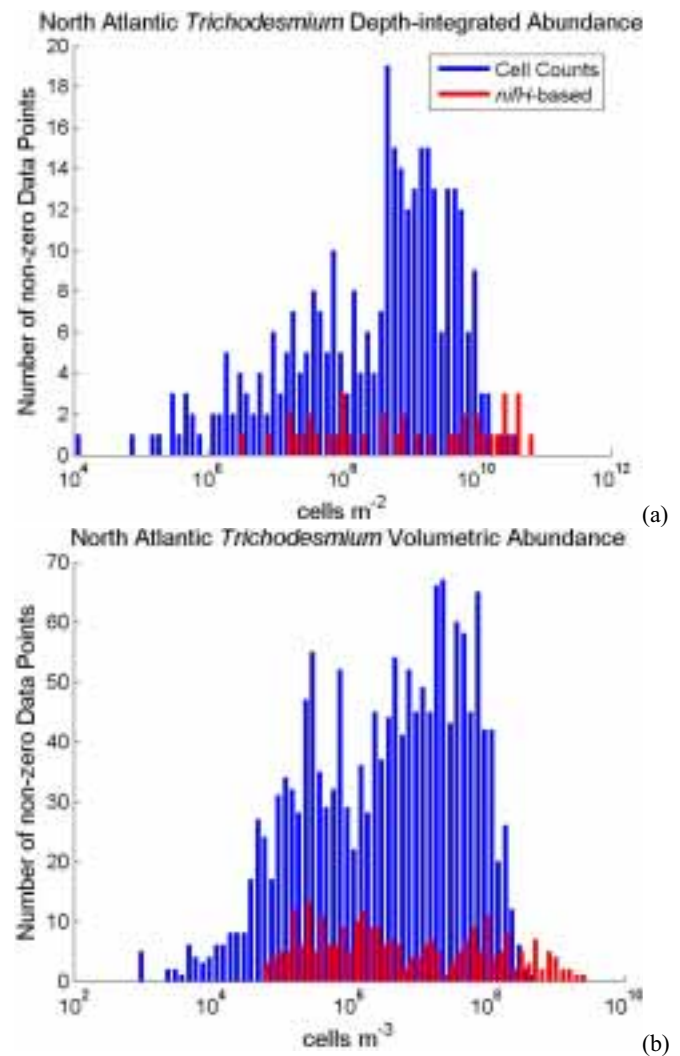 North Atlantic Trichodesmium Depth-integrated Abundance
20
18
16
14
12
10
8
6
4
2
0
Number of non-zero Data Points
Cell Counts
nifH-based
10^4
10^6
10^8
10^10
10^12
cells m^-2
(a)
North Atlantic Trichodesmium Volumetric Abundance
70
60
50
40
30
20
10
0
Number of non-zero Data Points
10^2
10^4
10^6
10^8
10^10
cells m^-3
(b)